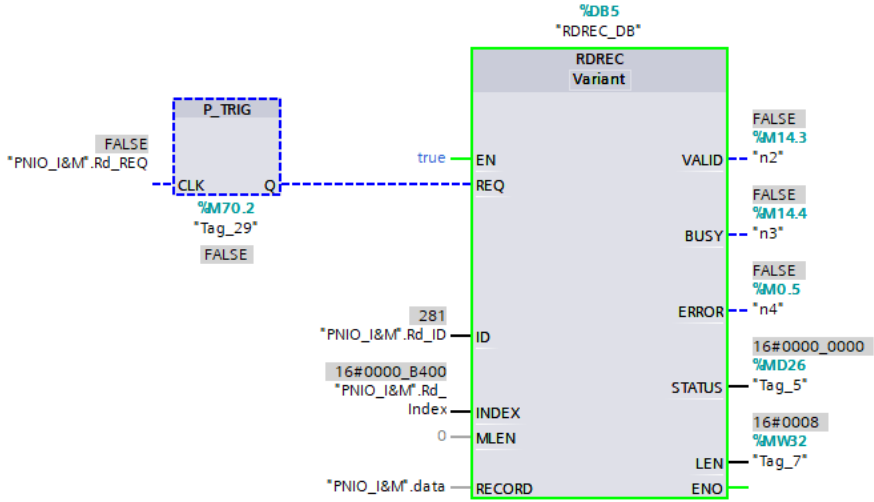 %DB5
"RDREC_DB"
RDREC
Variant
P_TRIG
FALSE
"PNIO_I&M".Rd_REQ
CLK Q
%M70.2
"Tag_29"
FALSE
true EN
REQ
VALID
FALSE
%M14.3
"n2"
BUSY
FALSE
%M14.4
"n3"
ERROR
FALSE
%M0.5
"n4"
281
"PNIO_I&M".Rd_ID ID
16#0000_B400
"PNIO_I&M".Rd_
Index INDEX
0 MLEN
STATUS
16#0000_0000
%MD26
"Tag_5"
LEN
16#0008
%MW32
"Tag_7"
"PNIO_I&M".data RECORD
ENO